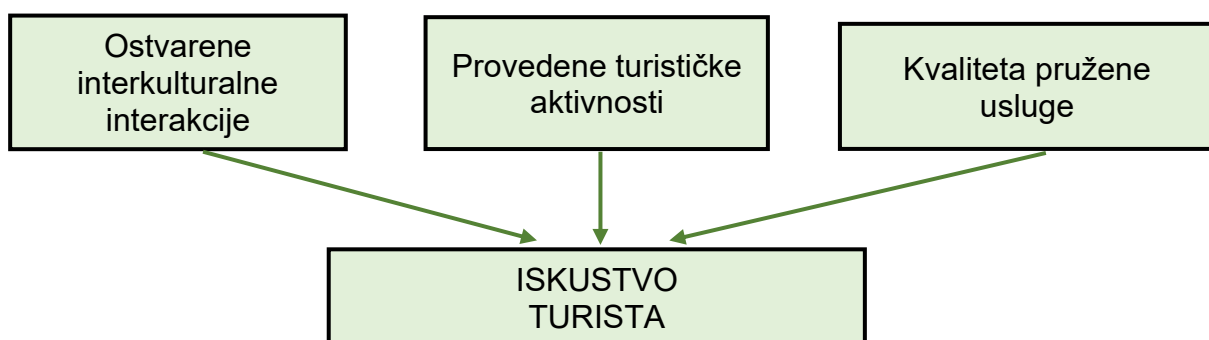 Ostvarene
interkulturalne
interakcije
Provedene turističke
aktivnosti
Kvaliteta pružene
usluge
ISKUSTVO
TURISTA